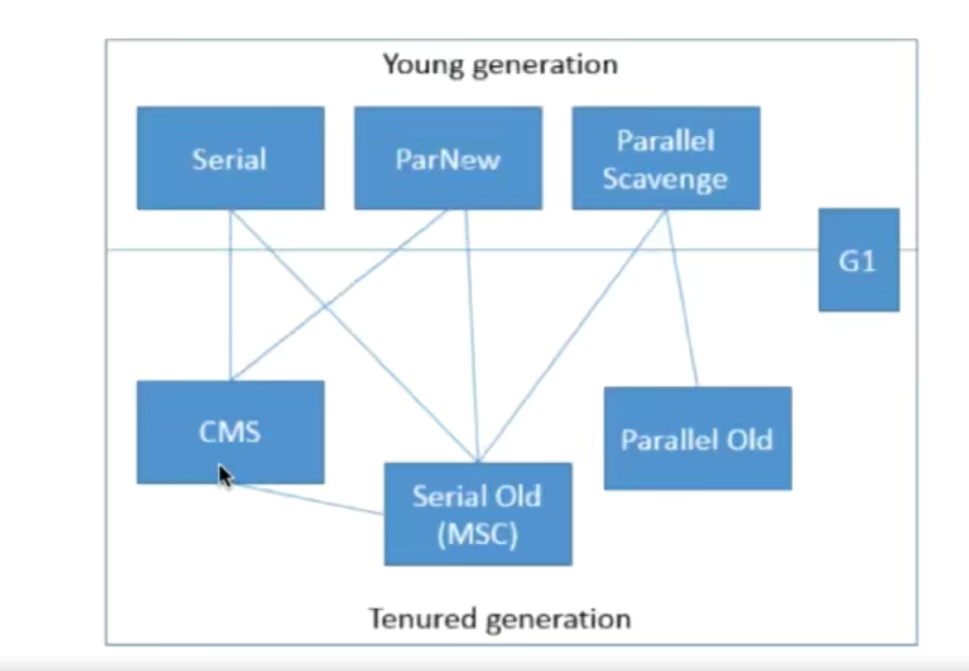 Young generation
Serial
ParNew
Parallel
Scavenge
G1
CMS
Parallel Old
Serial Old
(MSC)
Tenured generation